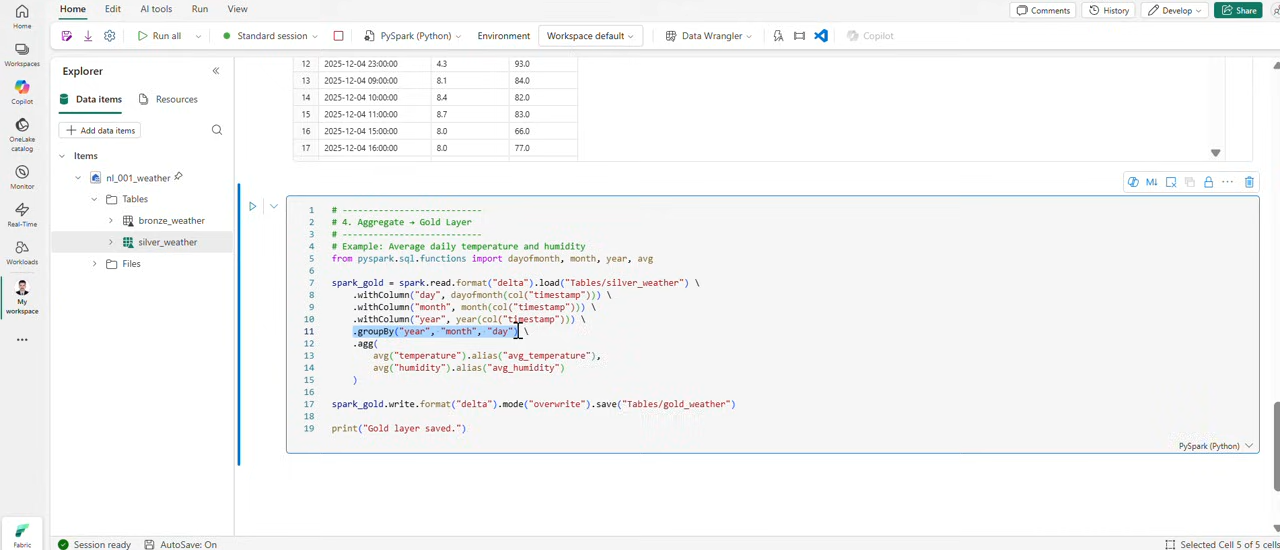 Home Edit AI tools Run View
Comments History Develop Share
Run all Standard session PySpark (Python) Environment Workspace default Data Wrangler Copilot
Home
Workspaces
Copilot
OneLake catalog
Monitor
Real-Time
Workloads
My workspace
Fabric
Explorer
Data items Resources
Add data items
Items
nl_001_weather
Tables
bronze_weather
silver_weather
Files
12 2025-12-04 23:00:00 4.3 93.0
13 2025-12-04 09:00:00 8.1 84.0
14 2025-12-04 10:00:00 8.4 82.0
15 2025-12-04 11:00:00 8.7 83.0
16 2025-12-04 15:00:00 8.0 66.0
17 2025-12-04 16:00:00 8.0 77.0
M↓
1 # ---------------------------
2 # 4. Aggregate → Gold Layer
3 # ---------------------------
4 # Example: Average daily temperature and humidity
5 from pyspark.sql.functions import dayofmonth, month, year, avg
6
7 spark_gold = spark.read.format("delta").load("Tables/silver_weather") \
8 .withColumn("day", dayofmonth(col("timestamp"))) \
9 .withColumn("month", month(col("timestamp"))) \
10 .withColumn("year", year(col("timestamp"))) \
11 .groupBy("year", "month", "day") \
12 .agg(
13 avg("temperature").alias("avg_temperature"),
14 avg("humidity").alias("avg_humidity")
15 )
16
17 spark_gold.write.format("delta").mode("overwrite").save("Tables/gold_weather")
18
19 print("Gold layer saved.")
PySpark (Python)
Session ready AutoSave: On Selected Cell 5 of 5 cells